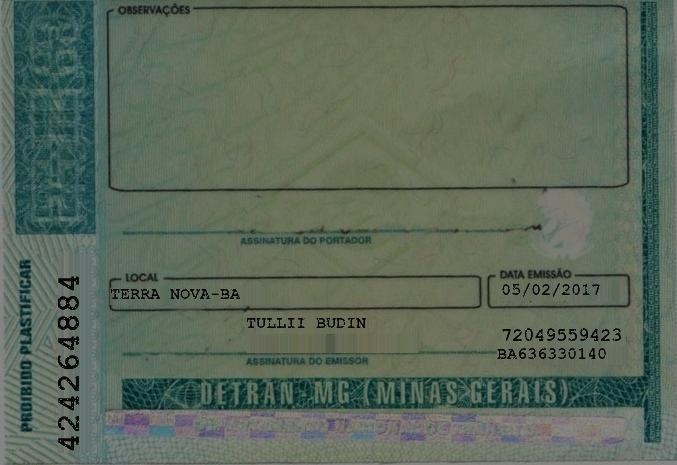 OBSERVAÇÕES
ASSINATURA DO PORTADOR
LOCAL
DATA EMISSÃO
TERRA NOVA-BA
05/02/2017
TULLII BUDIN
72049559423
BA636330140
ASSINATURA DO EMISSOR
DETRAN-MG (MINAS GERAIS)
PROIBIDO PLASTIFICAR
424264884